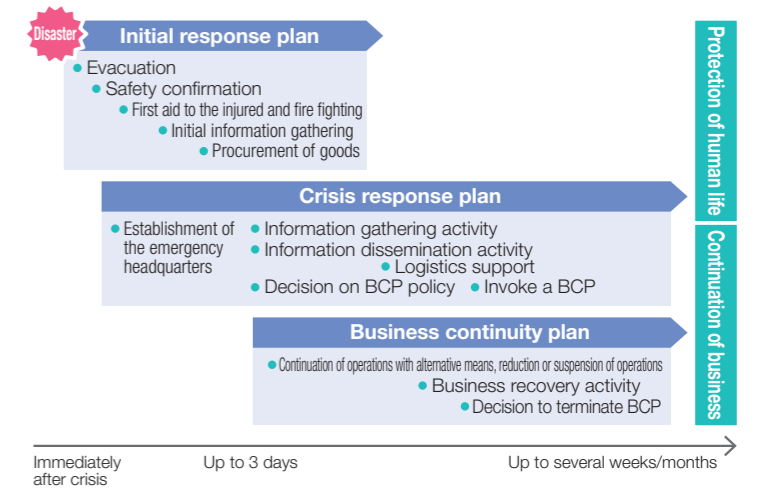 Disaster
Initial response plan
Evacuation
Safety confirmation
First aid to the injured and fire fighting
Initial information gathering
Procurement of goods
Crisis response plan
Establishment of
the emergency
headquarters
Information gathering activity
Information dissemination activity
Logistics support
Decision on BCP policy
Invoke a BCP
Business continuity plan
Continuation of operations with alternative means, reduction or suspension of operations
Business recovery activity
Decision to terminate BCP
Protection of human life
Continuation of business
Immediately
after crisis
Up to 3 days
Up to several weeks/months